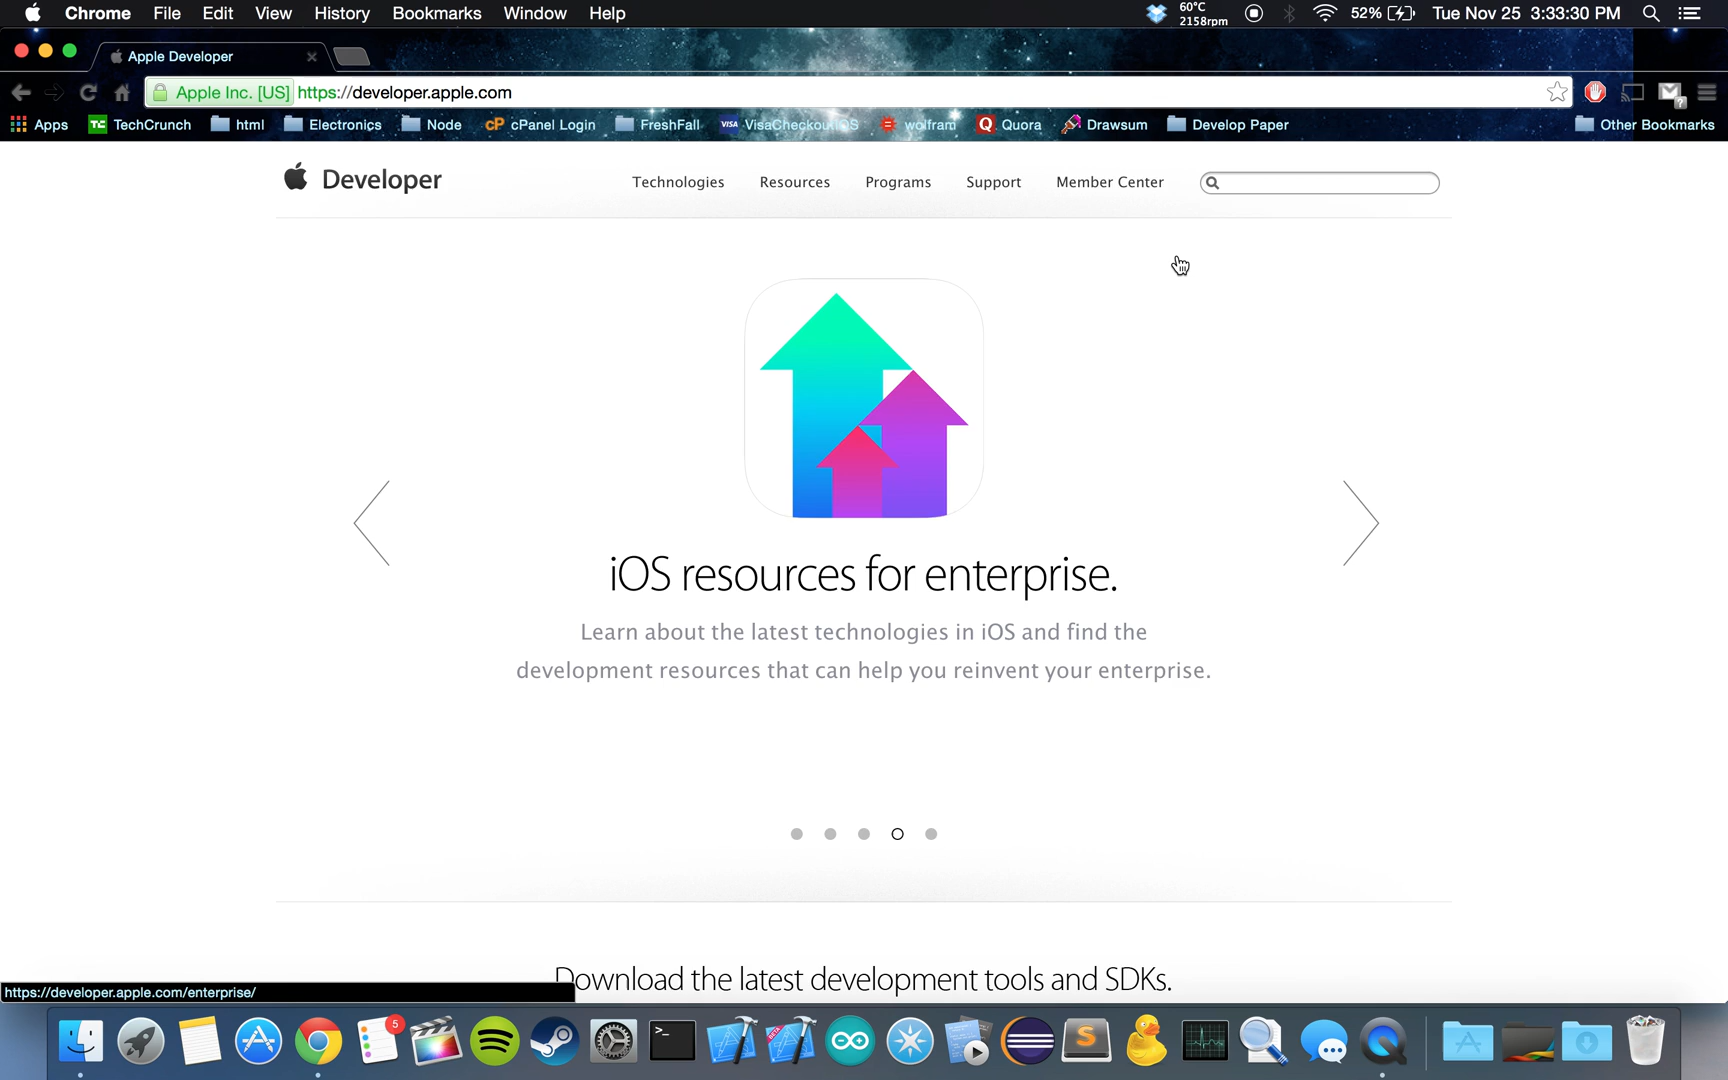 Chrome File Edit View History Bookmarks Window Help 60°C 2158rpm 52% Tue Nov 25 3:33:30 PM
Apple Developer
Apple Inc. [US] https://developer.apple.com
Apps TechCrunch html Electronics Node cPanel Login FreshFall VISA VisaCheckoutiOS wolfram Quora Drawsum Develop Paper Other Bookmarks
Developer Technologies Resources Programs Support Member Center
iOS resources for enterprise.
Learn about the latest technologies in iOS and find the
development resources that can help you reinvent your enterprise.
Download the latest development tools and SDKs.
https://developer.apple.com/enterprise/
5